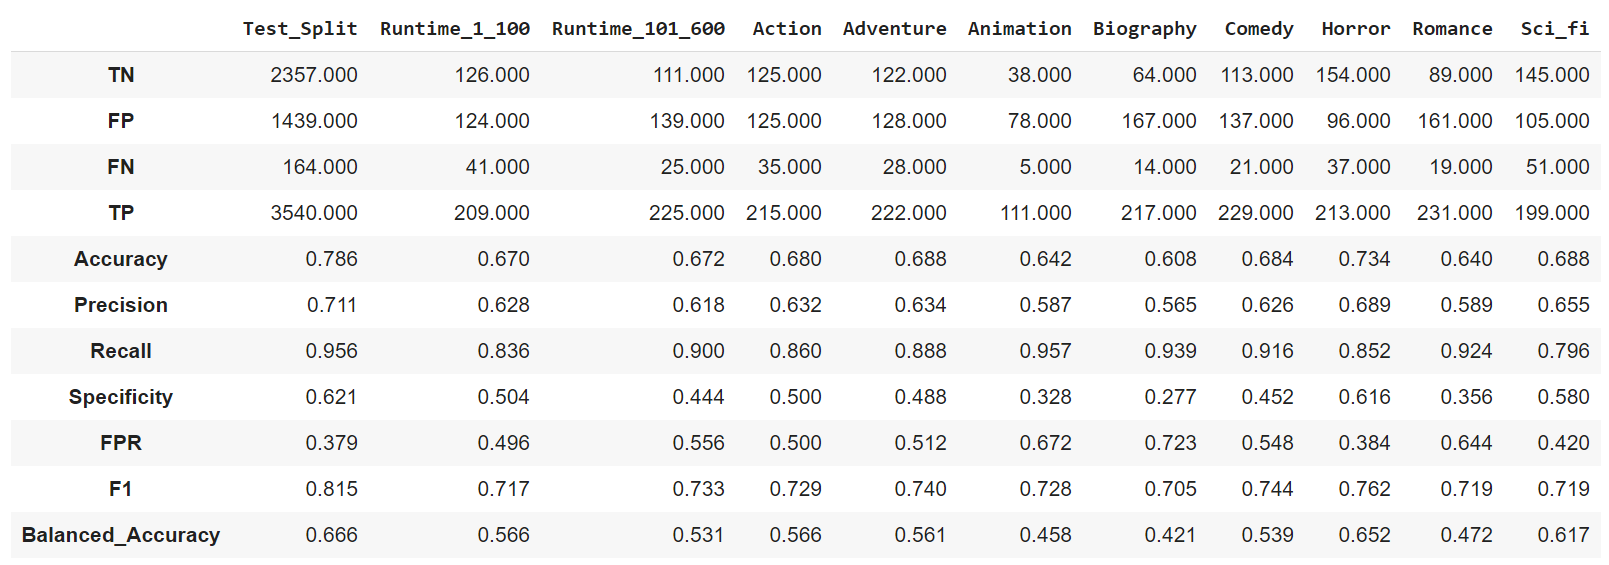 Test_Split Runtime_1_100 Runtime_101_600 Action Adventure Animation Biography Comedy Horror Romance Sci_fi
TN 2357.000 126.000 111.000 125.000 122.000 38.000 64.000 113.000 154.000 89.000 145.000
FP 1439.000 124.000 139.000 125.000 128.000 78.000 167.000 137.000 96.000 161.000 105.000
FN 164.000 41.000 25.000 35.000 28.000 5.000 14.000 21.000 37.000 19.000 51.000
TP 3540.000 209.000 225.000 215.000 222.000 111.000 217.000 229.000 213.000 231.000 199.000
Accuracy 0.786 0.670 0.672 0.680 0.688 0.642 0.608 0.684 0.734 0.640 0.688
Precision 0.711 0.628 0.618 0.632 0.634 0.587 0.565 0.626 0.689 0.589 0.655
Recall 0.956 0.836 0.900 0.860 0.888 0.957 0.939 0.916 0.852 0.924 0.796
Specificity 0.621 0.504 0.444 0.500 0.488 0.328 0.277 0.452 0.616 0.356 0.580
FPR 0.379 0.496 0.556 0.500 0.512 0.672 0.723 0.548 0.384 0.644 0.420
F1 0.815 0.717 0.733 0.729 0.740 0.728 0.705 0.744 0.762 0.719 0.719
Balanced_Accuracy 0.666 0.566 0.531 0.566 0.561 0.458 0.421 0.539 0.652 0.472 0.617